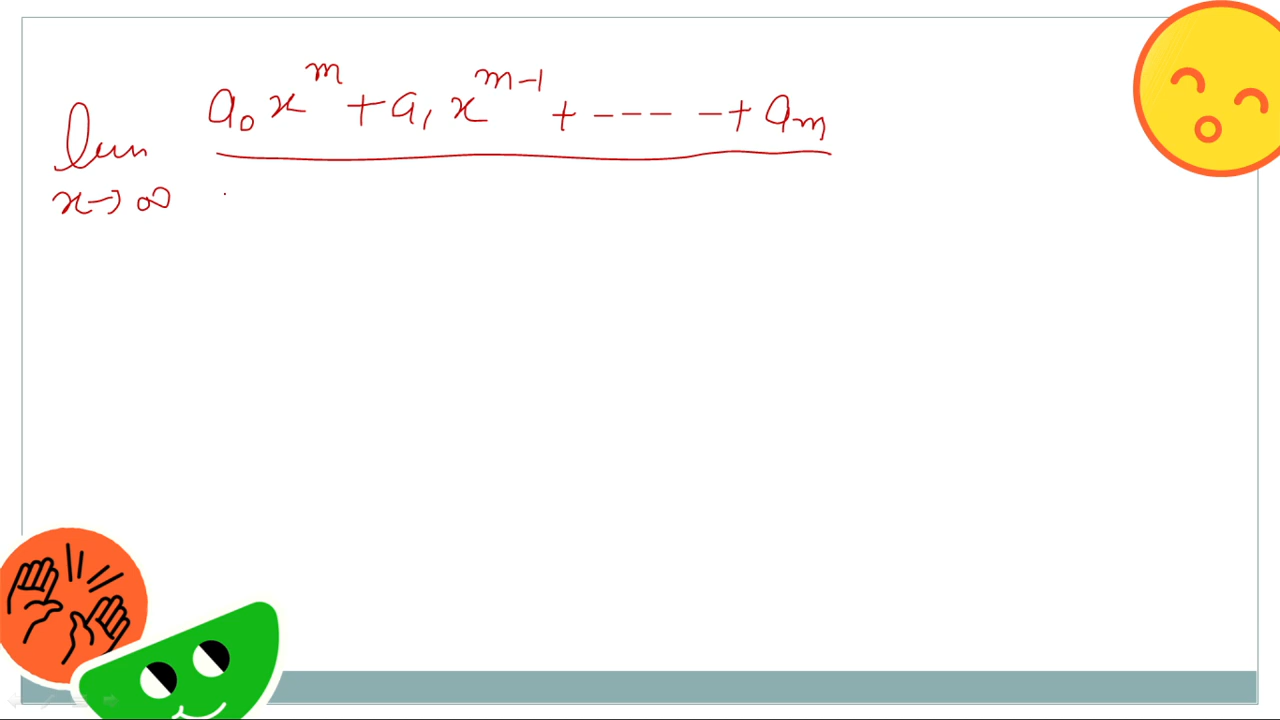 lim a₀x^m + a₁x^{m-1} + ---- -+ a_m
x→∞